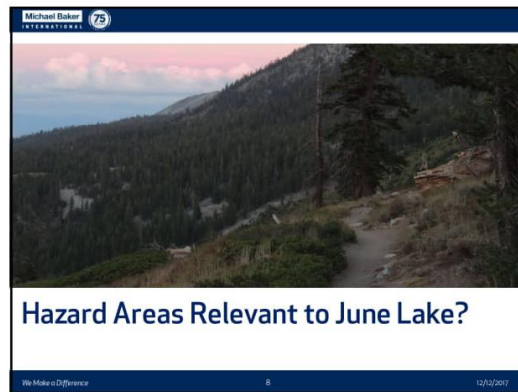 Michael Baker
INTERNATIONAL
75
Hazard Areas Relevant to June Lake?
We Make a Difference
8
12/12/2017